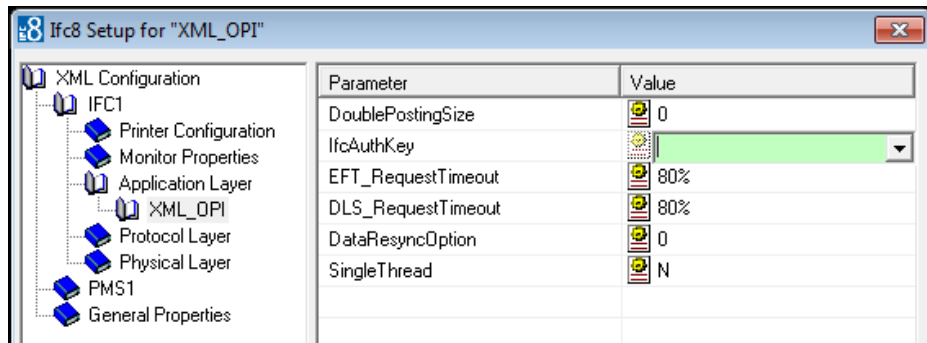 Ifc8 Setup for "XML_OPI"
XML Configuration
IFC1
Printer Configuration
Monitor Properties
Application Layer
XML_OPI
Protocol Layer
Physical Layer
PMS1
General Properties
Parameter Value
DoublePostingSize 0
IfcAuthKey
EFT_RequestTimeout 80%
DLS_RequestTimeout 80%
DataResyncOption 0
SingleThread N